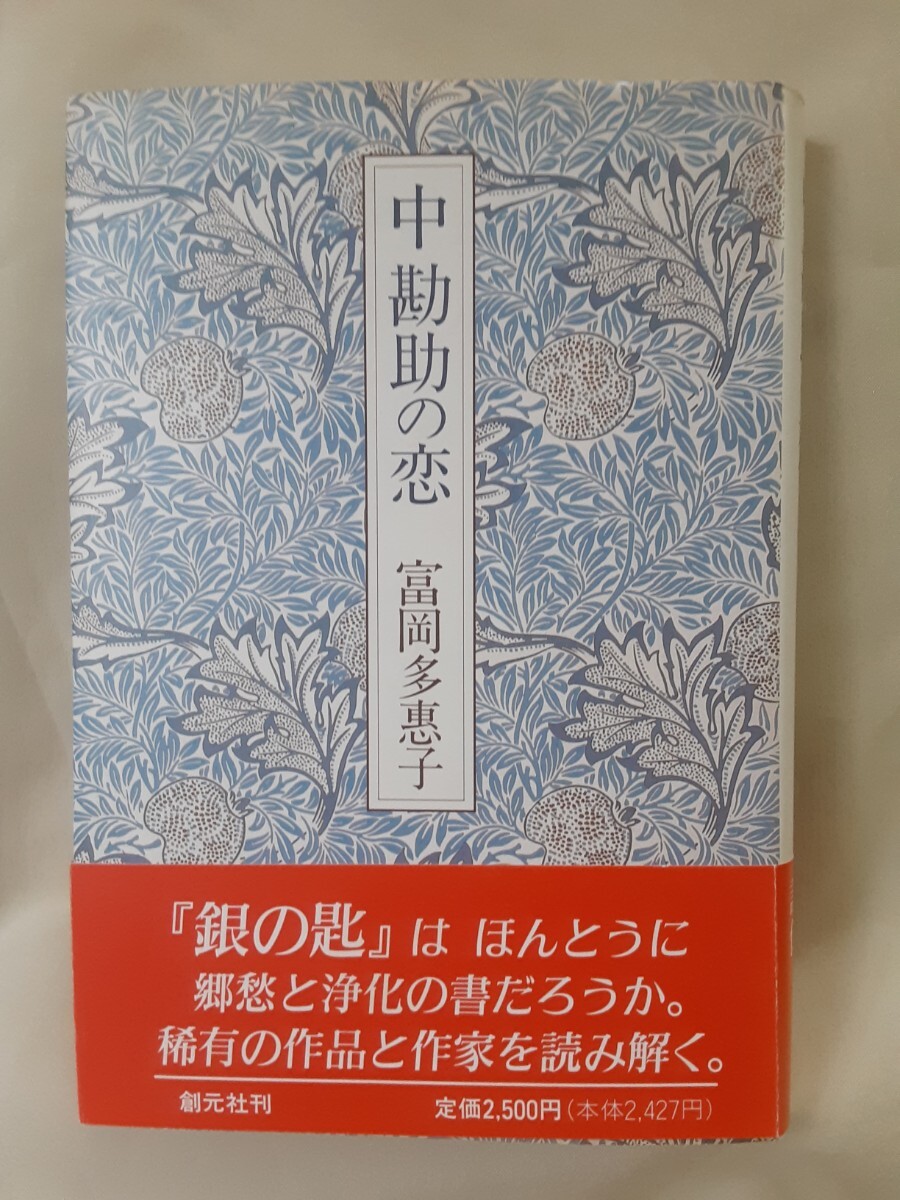 中 勘助の恋 富岡多惠子
『銀の匙』は ほんとうに
郷愁と浄化の書だろうか。
稀有の作品と作家を読み解く。
創元社刊 定価2,500円(本体2,427円)